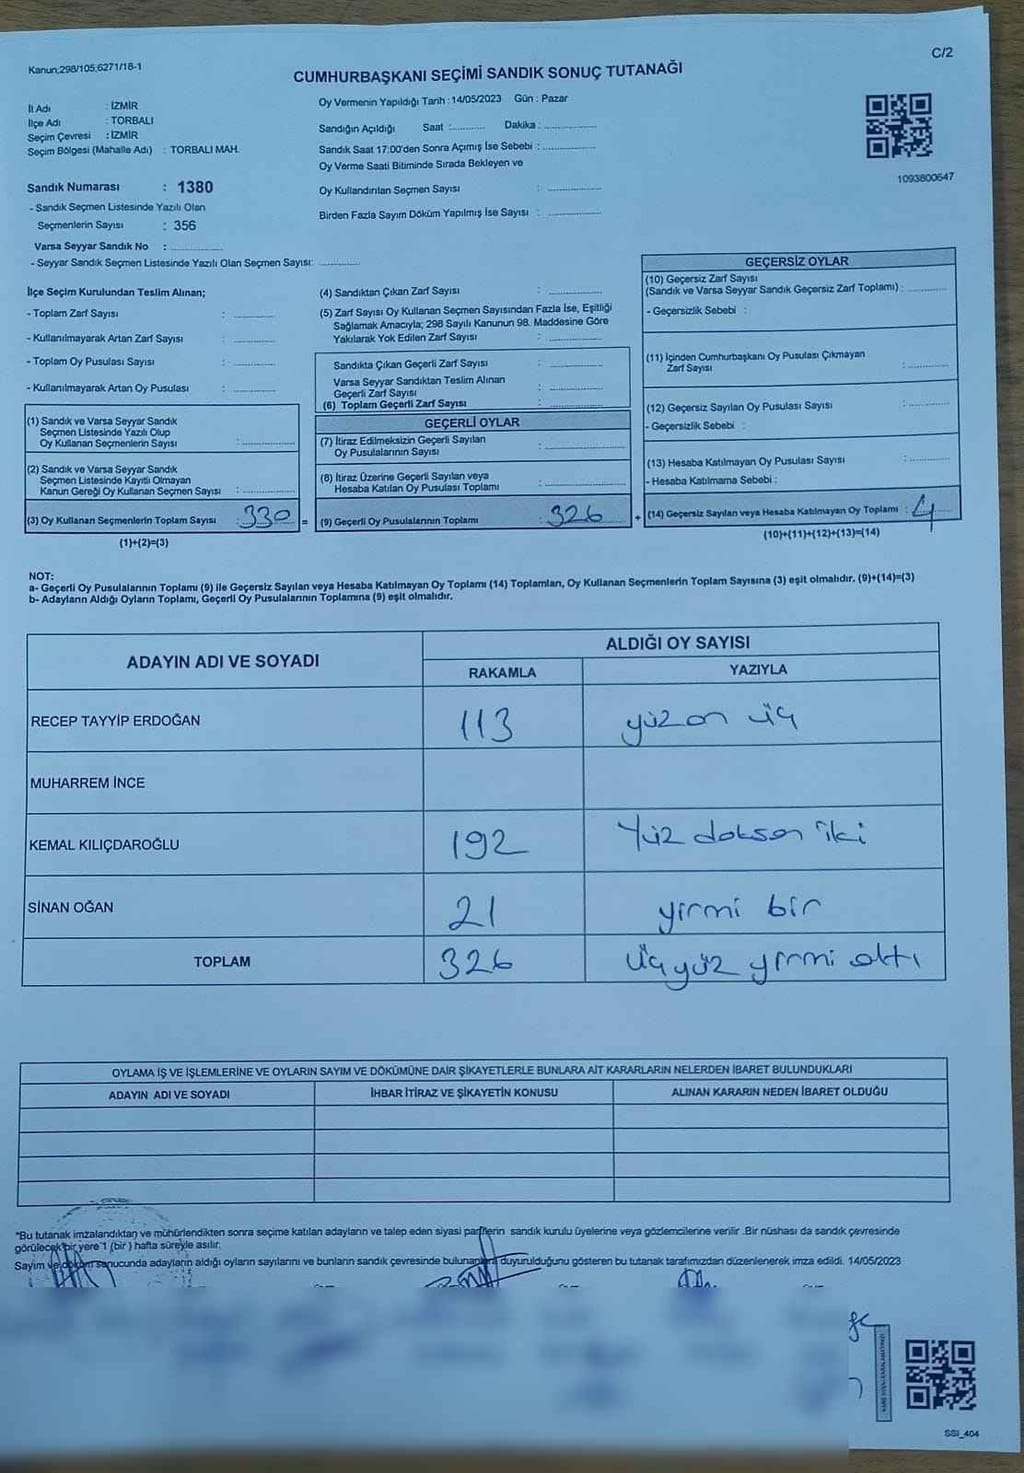 Kanun,298/105,6271/18-1
C/2
CUMHURBAŞKANI SEÇİMİ SANDIK SONUÇ TUTANAĞI
İl Adı : İZMİR
İlçe Adı : TORBALI
Seçim Çevresi : İZMİR
Seçim Bölgesi (Mahalle Adı) : TORBALI MAH.
Sandık Numarası : 1380
- Sandık Seçmen Listesinde Yazılı Olan
Seçmenlerin Sayısı : 356
Varsa Seyyar Sandık No : ............
- Seyyar Sandık Seçmen Listesinde Yazılı Olan Seçmen Sayısı: ............
Oy Vermenin Yapıldığı Tarih : 14/05/2023 Gün : Pazar
Sandığın Açıldığı Saat :.......... Dakika : ..............
Sandık Saat 17:00'den Sonra Açımış İse Sebebi : ..............
Oy Verme Saati Bitiminde Sırada Bekleyen ve
Oy Kullandırılan Seçmen Sayısı : ..............
Birden Fazla Sayım Döküm Yapılmış İse Sayısı : ..............
1093800647
İlçe Seçim Kurulundan Teslim Alınan;
- Toplam Zarf Sayısı : ............
- Kullanılmayarak Artan Zarf Sayısı : ............
- Toplam Oy Pusulası Sayısı : ............
- Kullanılmayarak Artan Oy Pusulası : ............
(1) Sandık ve Varsa Seyyar Sandık
Seçmen Listesinde Yazılı Olup
Oy Kullanan Seçmenlerin Sayısı : ..............
(2) Sandık ve Varsa Seyyar Sandık
Seçmen Listesinde Kayıtlı Olmayan
Kanun Gereği Oy Kullanan Seçmen Sayısı : ..............
(3) Oy Kullanan Seçmenlerin Toplam Sayısı : 330 =
(1)+(2)=(3)
(4) Sandıktan Çıkan Zarf Sayısı : ..............
(5) Zarf Sayısı Oy Kullanan Seçmen Sayısından Fazla İse, Eşitliği
Sağlamak Amacıyla; 298 Sayılı Kanunun 98. Maddesine Göre
Yakılarak Yok Edilen Zarf Sayısı : ..............
Sandıkta Çıkan Geçerli Zarf Sayısı : ..............
Varsa Seyyar Sandıktan Teslim Alınan
Geçerli Zarf Sayısı : ..............
(6) Toplam Geçerli Zarf Sayısı : ..............
GEÇERLİ OYLAR
(7) İtiraz Edilmeksizin Geçerli Sayılan
Oy Pusulalarının Sayısı : ..............
(8) İtiraz Üzerine Geçerli Sayılan veya
Hesaba Katılan Oy Pusulası Toplamı : ..............
(9) Geçerli Oy Pusulalarının Toplamı : 326 +
GEÇERSİZ OYLAR
(10) Geçersiz Zarf Sayısı
(Sandık ve Varsa Seyyar Sandık Geçersiz Zarf Toplamı) : ............
- Geçersizlik Sebebi :
(11) İçinden Cumhurbaşkanı Oy Pusulası Çıkmayan
Zarf Sayısı : ............
(12) Geçersiz Sayılan Oy Pusulası Sayısı : ............
- Geçersizlik Sebebi :
(13) Hesaba Katılmayan Oy Pusulası Sayısı : ............
- Hesaba Katılmama Sebebi :
(14) Geçersiz Sayılan veya Hesaba Katılmayan Oy Toplamı : 4
(10)+(11)+(12)+(13)=(14)
NOT:
a- Geçerli Oy Pusulalarının Toplamı (9) ile Geçersiz Sayılan veya Hesaba Katılmayan Oy Toplamı (14) Toplamları, Oy Kullanan Seçmenlerin Toplam Sayısına (3) eşit olmalıdır. (9)+(14)=(3)
b- Adayların Aldığı Oyların Toplamı, Geçerli Oy Pusulalarının Toplamına (9) eşit olmalıdır.
ADAYIN ADI VE SOYADI
ALDIĞI OY SAYISI
RAKAMLA YAZIYLA
RECEP TAYYİP ERDOĞAN 113 yüz on üç
MUHARREM İNCE
KEMAL KILIÇDAROĞLU 192 Yüz doksan iki
SİNAN OĞAN 21 yirmi bir
TOPLAM 326 üç yüz yirmi altı
OYLAMA İŞ VE İŞLEMLERİNE VE OYLARIN SAYIM VE DÖKÜMÜNE DAİR ŞİKAYETLERLE BUNLARA AİT KARARLARIN NELERDEN İBARET BULUNDUKLARI
ADAYIN ADI VE SOYADI İHBAR İTİRAZ VE ŞİKAYETİN KONUSU ALINAN KARARIN NEDEN İBARET OLDUĞU
*Bu tutanak imzalandıktan ve mühürlendikten sonra seçime katılan adayların ve talep eden siyasi partilerin sandık kurulu üyelerine veya gözlemcilerine verilir .Bir nüshası da sandık çevresinde
görülecek bir yere 1 (bir ) hafta süreyle asılır.
Sayım ve döküm sonucunda adayların aldığı oyların sayılarını ve bunların sandık çevresinde bulunanlara duyurulduğunu gösteren bu tutanak tarafımızdan düzenlenerek imza edildi. 14/05/2023
SSI_404